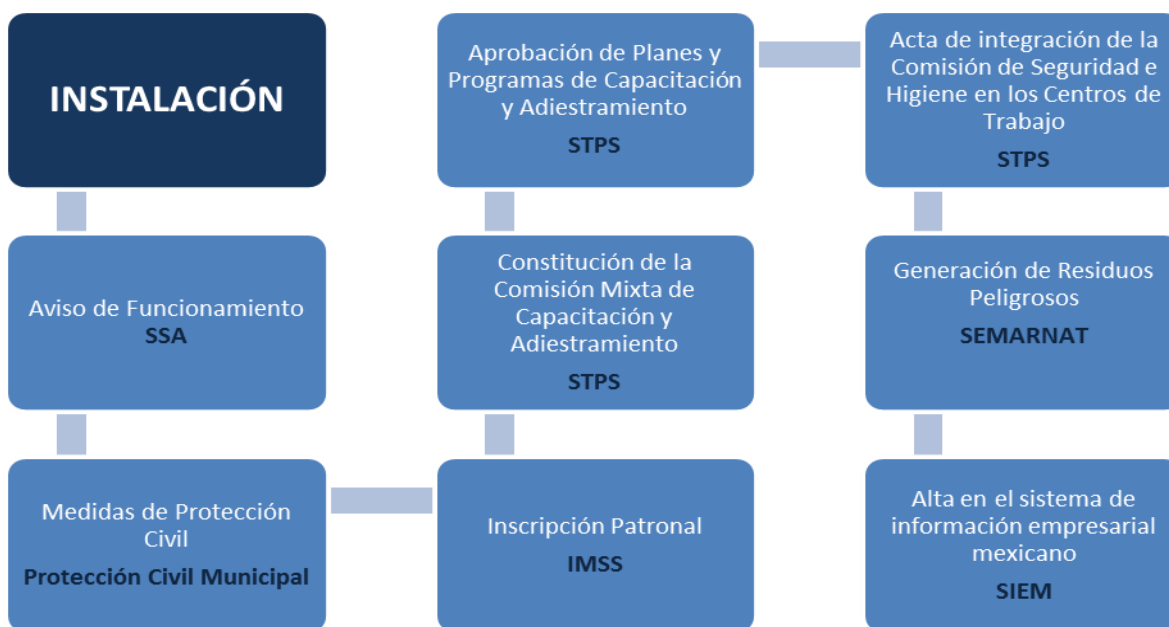 INSTALACIÓN
Aviso de Funcionamiento
SSA
Medidas de Protección
Civil
Protección Civil Municipal
Inscripción Patronal
IMSS
Constitución de la
Comisión Mixta de
Capacitación y
Adiestramiento
STPS
Aprobación de Planes y
Programas de Capacitación
y Adiestramiento
STPS
Acta de integración de la
Comisión de Seguridad e
Higiene en los Centros de
Trabajo
STPS
Generación de Residuos
Peligrosos
SEMARNAT
Alta en el sistema de
información empresarial
mexicano
SIEM